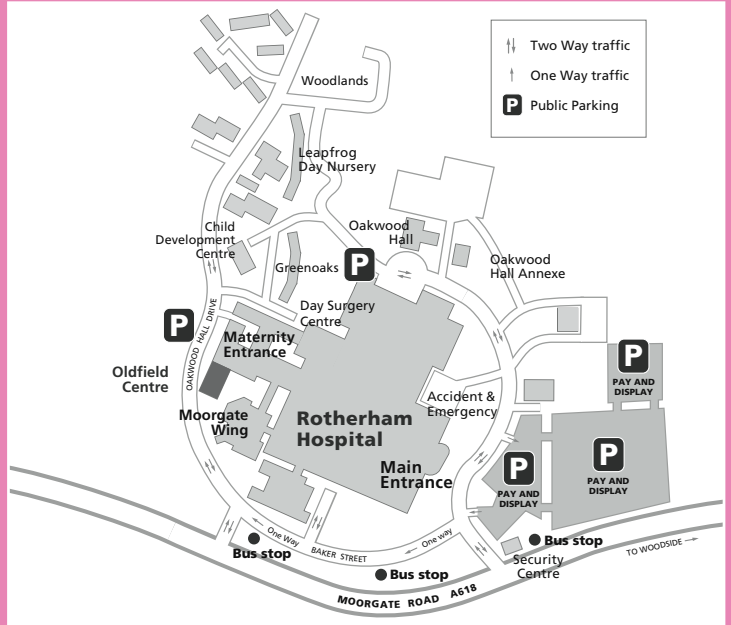 Two Way traffic
One Way traffic
P Public Parking
Woodlands
Leapfrog
Day Nursery
Child
Development
Centre
Oakwood
Hall
Greenoaks
P
Oakwood
Hall Annexe
Day Surgery
Centre
P
OAKWOOD HALL DRIVE
Maternity
Entrance
Oldfield
Centre
P
PAY AND
DISPLAY
Accident &
Emergency
Moorgate
Wing
Rotherham
Hospital
Main
Entrance
P
PAY AND
DISPLAY
P
PAY AND
DISPLAY
One Way
BAKER STREET
One way
Bus stop
Bus stop
Bus stop
Security
Centre
TO WOODSIDE
MOORGATE ROAD A618